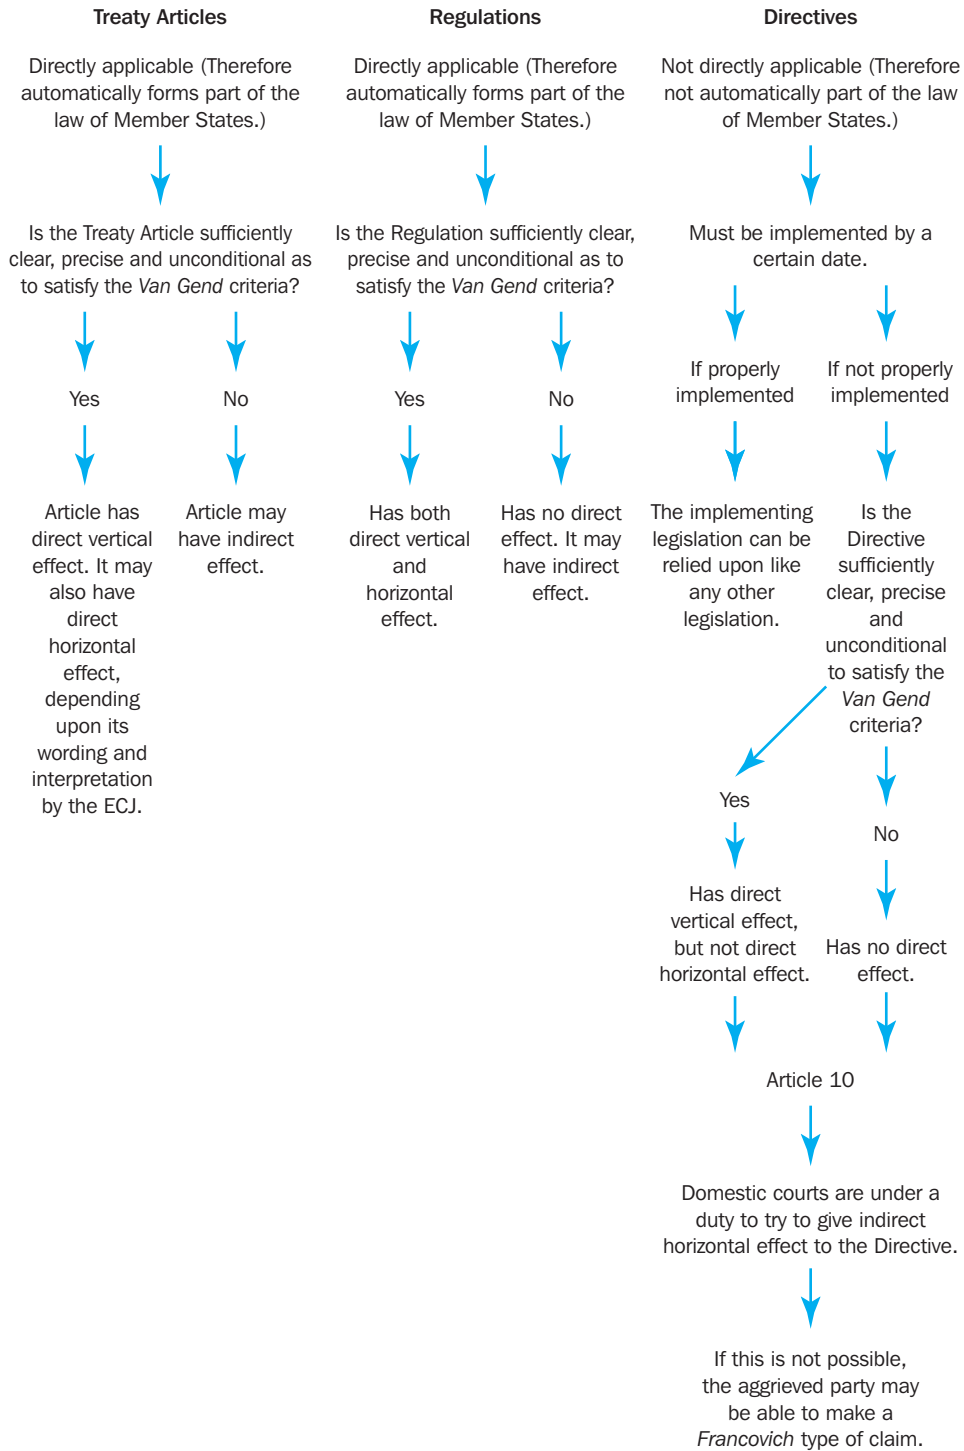 Treaty Articles
Directly applicable (Therefore
automatically forms part of the
law of Member States.)
Is the Treaty Article sufficiently
clear, precise and unconditional as
to satisfy the Van Gend criteria?
Yes
No
Article has
direct vertical
effect. It may
also have
direct
horizontal
effect,
depending
upon its
wording and
interpretation
by the ECJ.
Article may
have indirect
effect.
Regulations
Directly applicable (Therefore
automatically forms part of the
law of Member States.)
Is the Regulation sufficiently clear,
precise and unconditional as to
satisfy the Van Gend criteria?
Yes
No
Has both
direct vertical
and
horizontal
effect.
Has no direct
effect. It may
have indirect
effect.
Directives
Not directly applicable (Therefore
not automatically part of the law
of Member States.)
Must be implemented by a
certain date.
If properly
implemented
If not properly
implemented
The implementing
legislation can be
relied upon like
any other
legislation.
Is the
Directive
sufficiently
clear, precise
and
unconditional
to satisfy the
Van Gend
criteria?
Yes
No
Has direct
vertical effect,
but not direct
horizontal effect.
Has no direct
effect.
Article 10
Domestic courts are under a
duty to try to give indirect
horizontal effect to the Directive.
If this is not possible,
the aggrieved party may
be able to make a
Francovich type of claim.